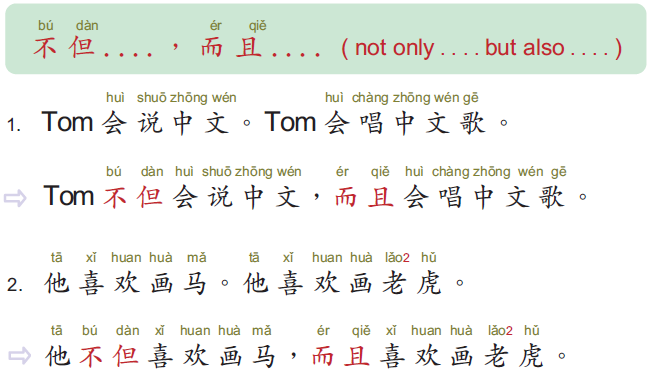 bú dàn ér qiě
不但....，而且....( not only .... but also .... )
huì shuō zhōng wén huì chàng zhōng wén gē
1. Tom 会说中文。Tom 会唱中文歌。
bú dàn huì shuō zhōng wén ér qiě huì chàng zhōng wén gē
⇨ Tom 不但会说中文，而且会唱中文歌。
tā xǐ huan huà mǎ tā xǐ huan huà lǎo2 hǔ
2. 他喜欢画马。他喜欢画老虎。
tā bú dàn xǐ huan huà mǎ ér qiě xǐ huan huà lǎo2 hǔ
⇨ 他不但喜欢画马，而且喜欢画老虎。